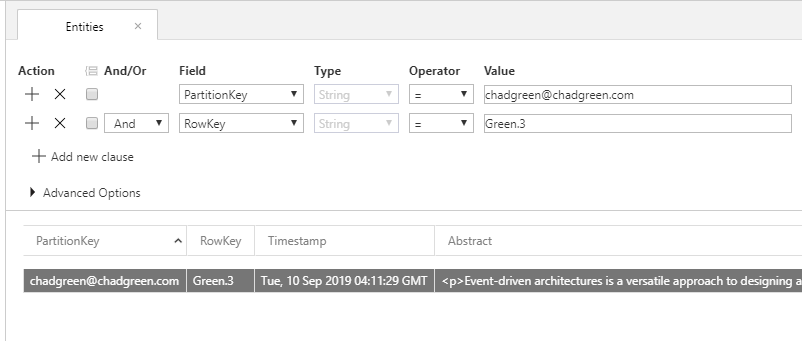 Entities ×
Action And/Or Field Type Operator Value
PartitionKey String = chadgreen@chadgreen.com
And RowKey String = Green.3
Add new clause
Advanced Options
PartitionKey RowKey Timestamp Abstract
chadgreen@chadgreen.com Green.3 Tue, 10 Sep 2019 04:11:29 GMT <p>Event-driven architectures is a versatile approach to designing a